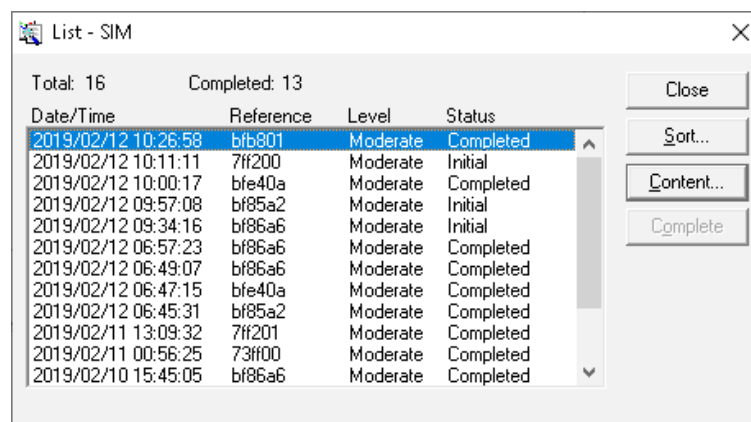 List - SIM
Total: 16 Completed: 13
Close
Date/Time Reference Level Status
2019/02/12 10:26:58 bfb801 Moderate Completed
Sort...
2019/02/12 10:11:11 7ff200 Moderate Initial
2019/02/12 10:00:17 bfe40a Moderate Completed
Content...
2019/02/12 09:57:08 bf85a2 Moderate Initial
2019/02/12 09:34:16 bf86a6 Moderate Initial
Complete
2019/02/12 06:57:23 bf86a6 Moderate Completed
2019/02/12 06:49:07 bf86a6 Moderate Completed
2019/02/12 06:47:15 bfe40a Moderate Completed
2019/02/12 06:45:31 bf85a2 Moderate Completed
2019/02/11 13:09:32 7ff201 Moderate Completed
2019/02/11 00:56:25 73ff00 Moderate Completed
2019/02/10 15:45:05 bf86a6 Moderate Completed